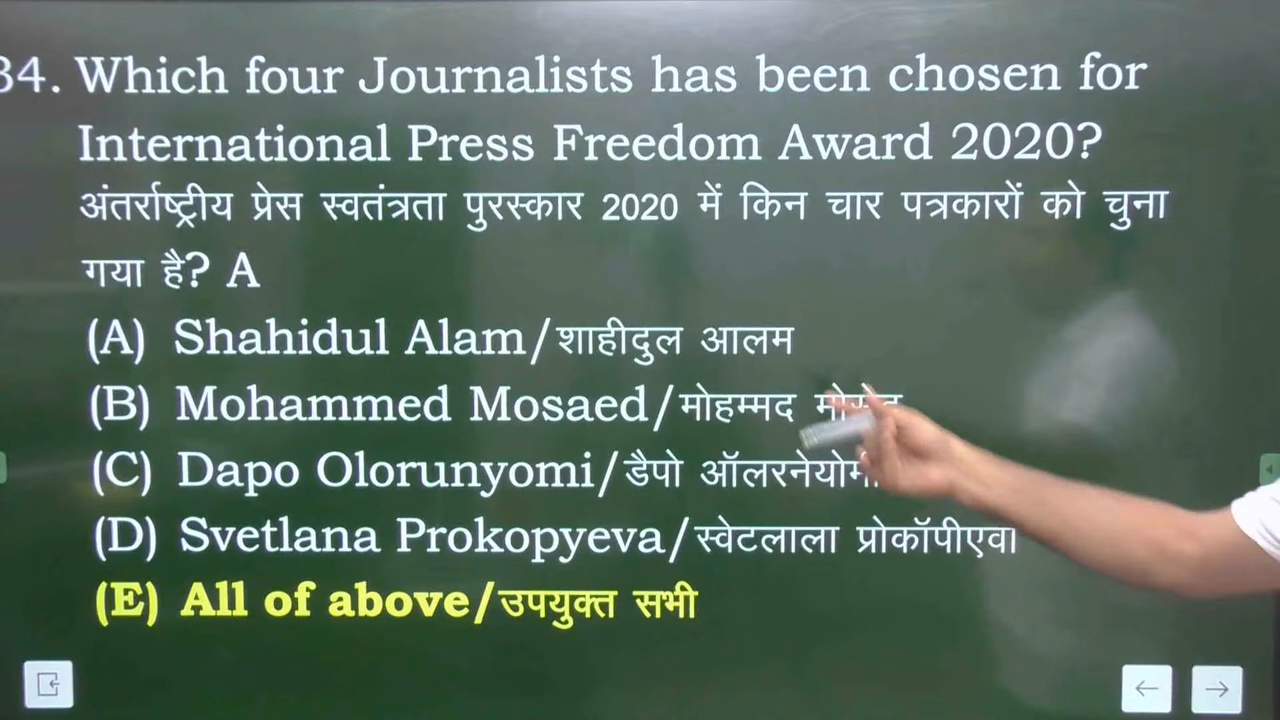 34. Which four Journalists has been chosen for
International Press Freedom Award 2020?
अंतर्राष्ट्रीय प्रेस स्वतंत्रता पुरस्कार 2020 में किन चार पत्रकारों को चुना
गया है? A
(A) Shahidul Alam/शाहीदुल आलम
(B) Mohammed Mosaed/मोहम्मद
(C) Dapo Olorunyomi/डैपो
(D) Svetlana Prokopyeva/स्वेटलाला प्रोकॉपीएवा
(E) All of above/उपयुक्त सभी